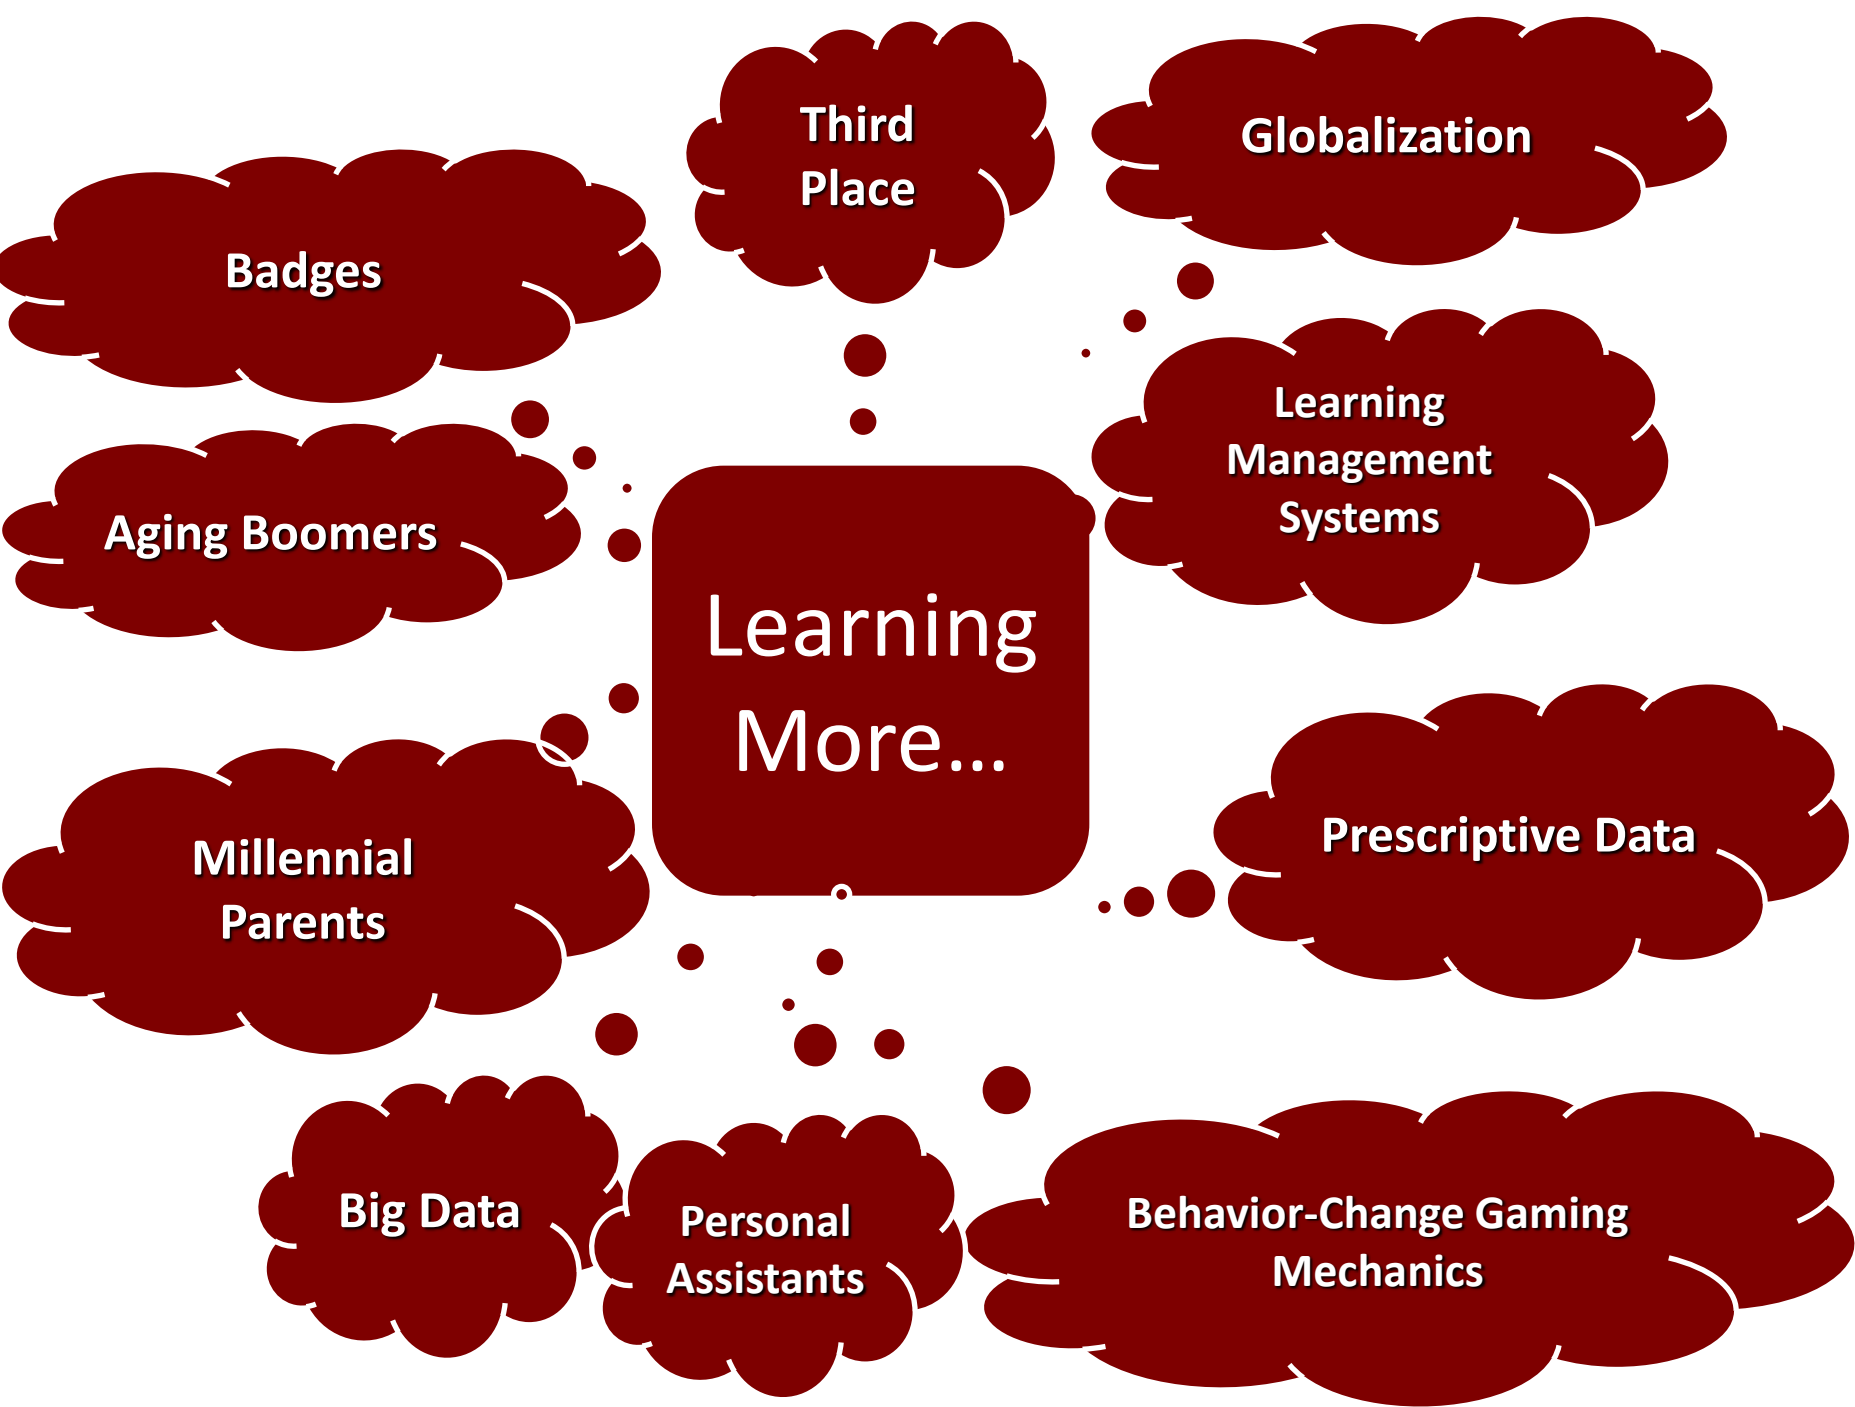 Third
Place
Globalization
Badges
Learning
Management
Systems
Aging Boomers
Learning
More...
Prescriptive Data
Millennial
Parents
Big Data
Personal
Assistants
Behavior-Change Gaming
Mechanics